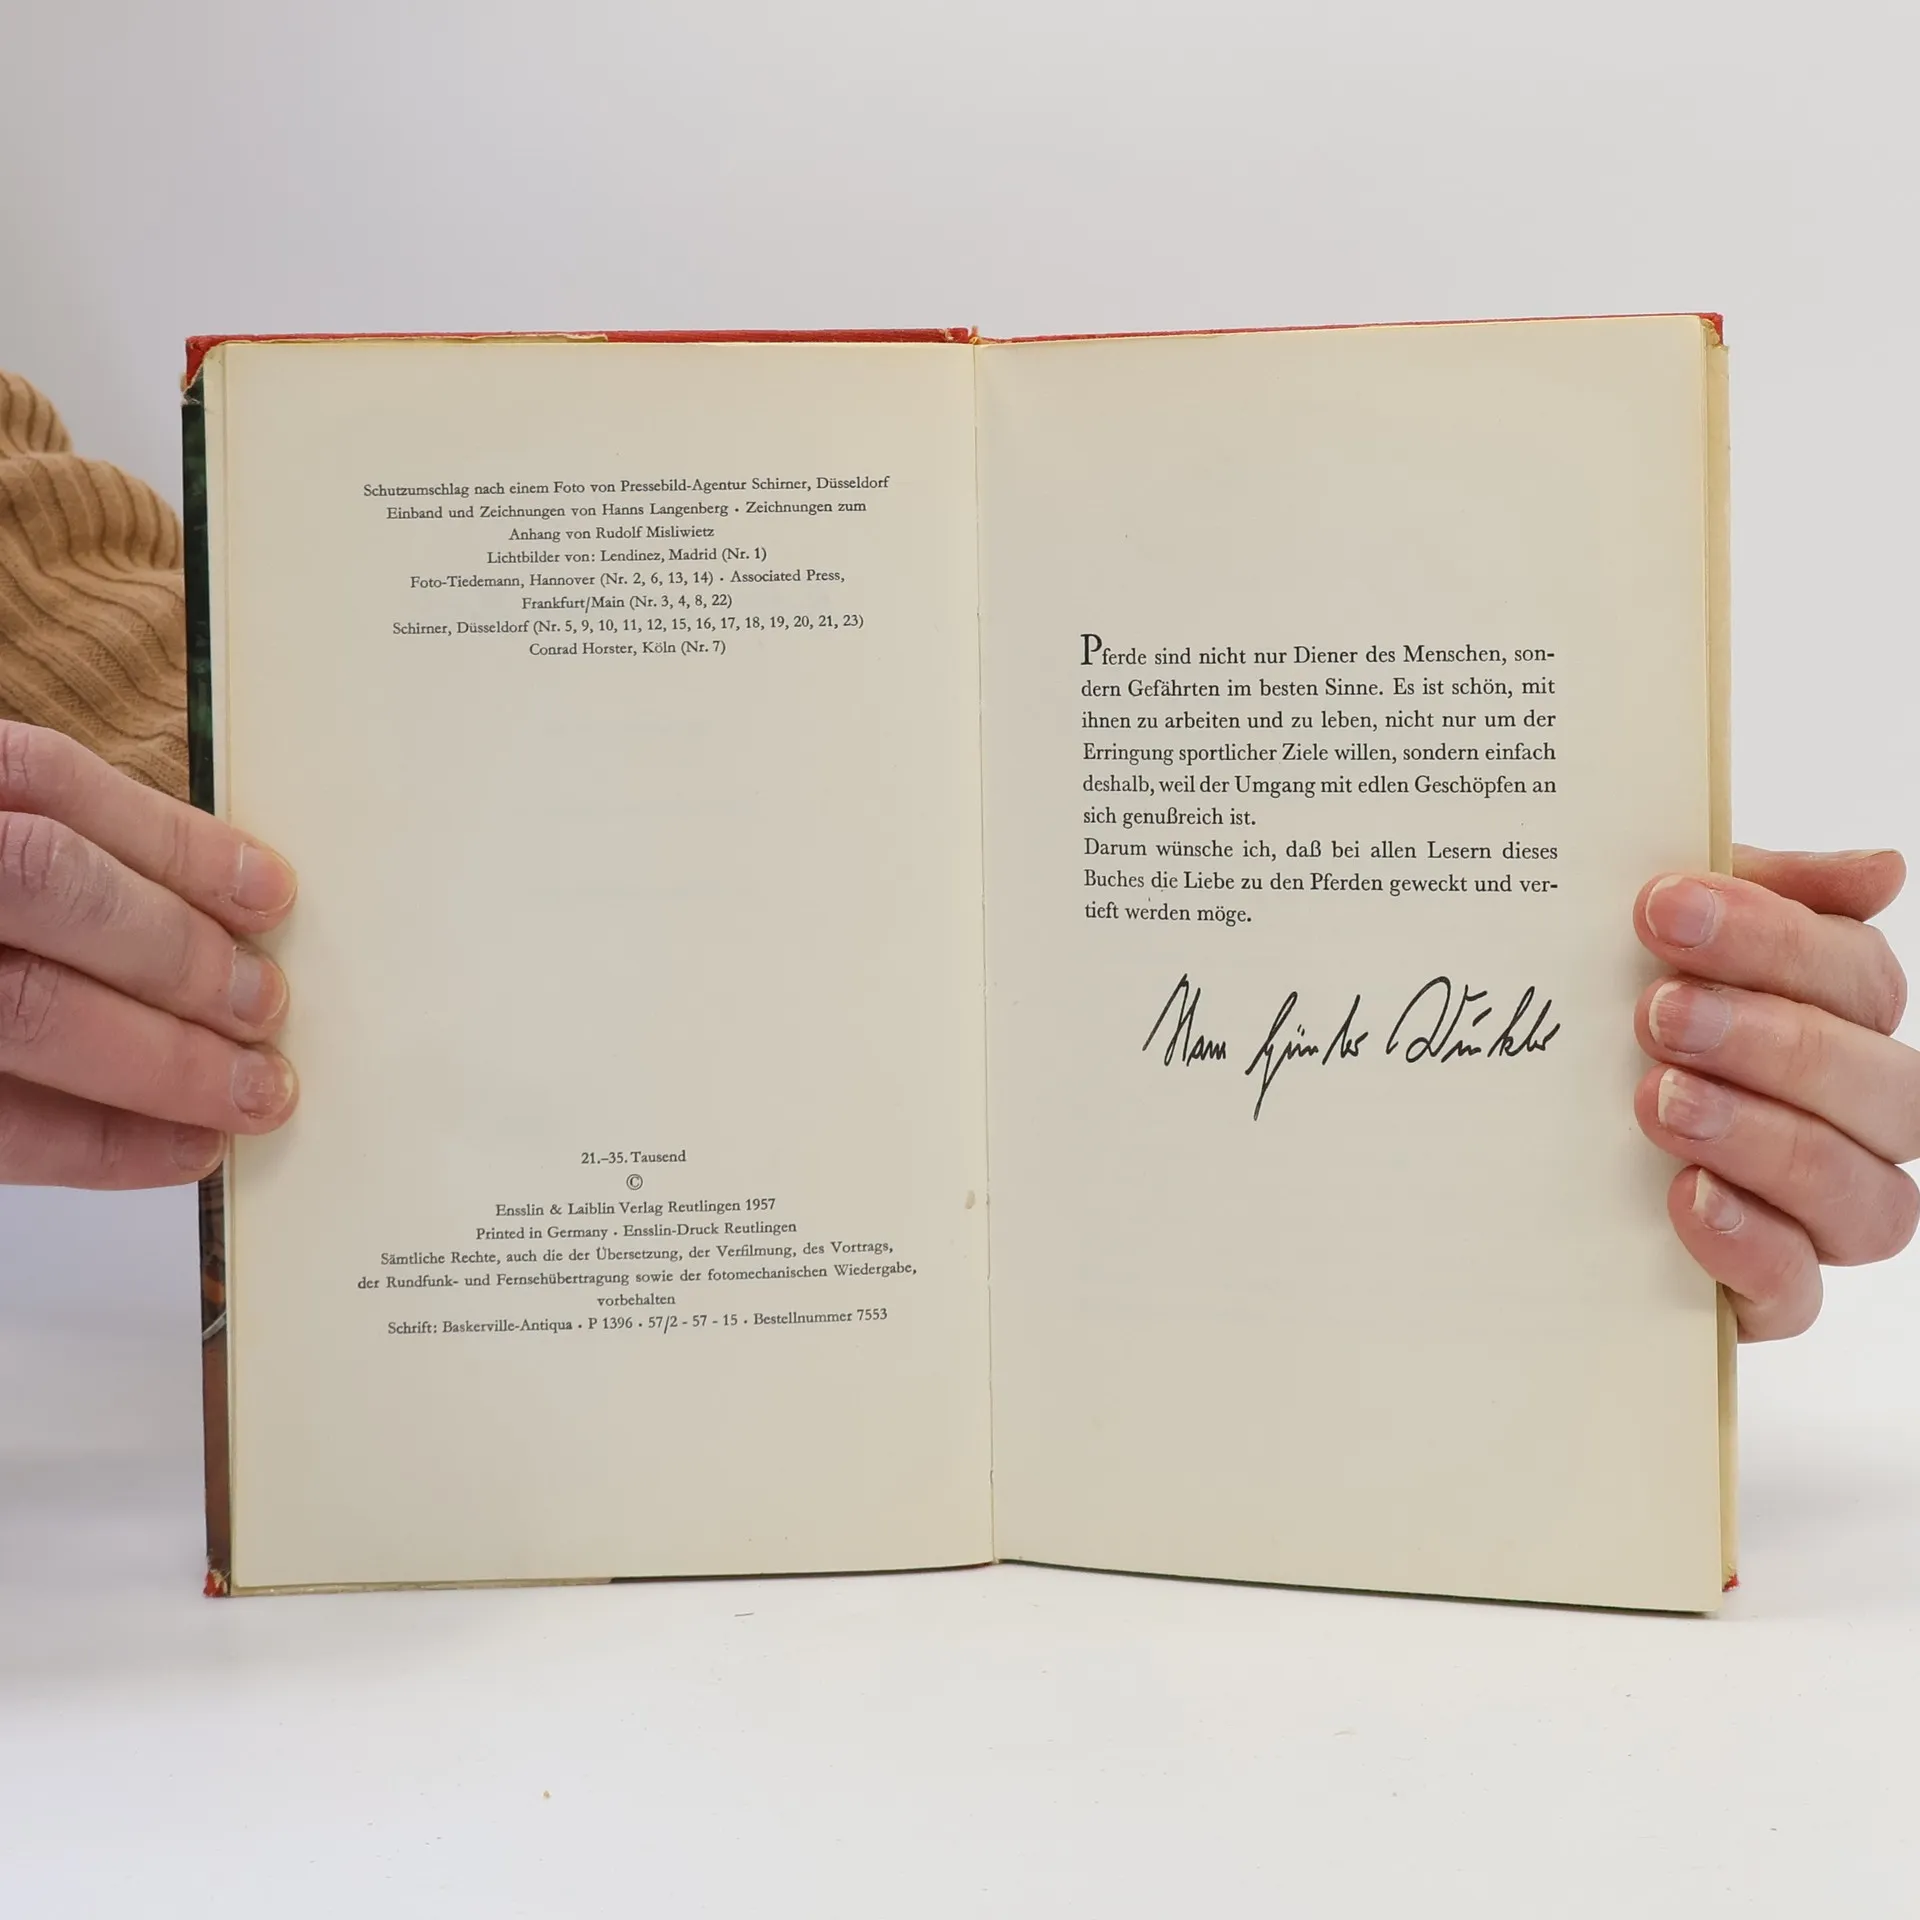 Schutzumschlag nach einem Foto von Pressebild-Agentur Schirner, Düsseldorf
Einband und Zeichnungen von Hanns Langenberg · Zeichnungen zum
Anhang von Rudolf Misliwietz
Lichtbilder von: Lendinez, Madrid (Nr. 1)
Foto-Tiedemann, Hannover (Nr. 2, 6, 13, 14) · Associated Press,
Frankfurt/Main (Nr. 3, 4, 8, 22)
Schirner, Düsseldorf (Nr. 5, 9, 10, 11, 12, 15, 16, 17, 18, 19, 20, 21, 23)
Conrad Horster, Köln (Nr. 7)
21.–35. Tausend
©
Ensslin & Laiblin Verlag Reutlingen 1957
Printed in Germany · Ensslin-Druck Reutlingen
Sämtliche Rechte, auch die der Übersetzung, der Verfilmung, des Vortrags,
der Rundfunk- und Fernsehübertragung sowie der fotomechanischen Wiedergabe,
vorbehalten
Schrift: Baskerville-Antiqua · P 1396 · 57/2 - 57 - 15 · Bestellnummer 7553
Pferde sind nicht nur Diener des Menschen, son-
dern Gefährten im besten Sinne. Es ist schön, mit
ihnen zu arbeiten und zu leben, nicht nur um der
Erringung sportlicher Ziele willen, sondern einfach
deshalb, weil der Umgang mit edlen Geschöpfen an
sich genußreich ist.
Darum wünsche ich, daß bei allen Lesern dieses
Buches die Liebe zu den Pferden geweckt und ver-
tieft werden möge.
Hans Günter Winkler